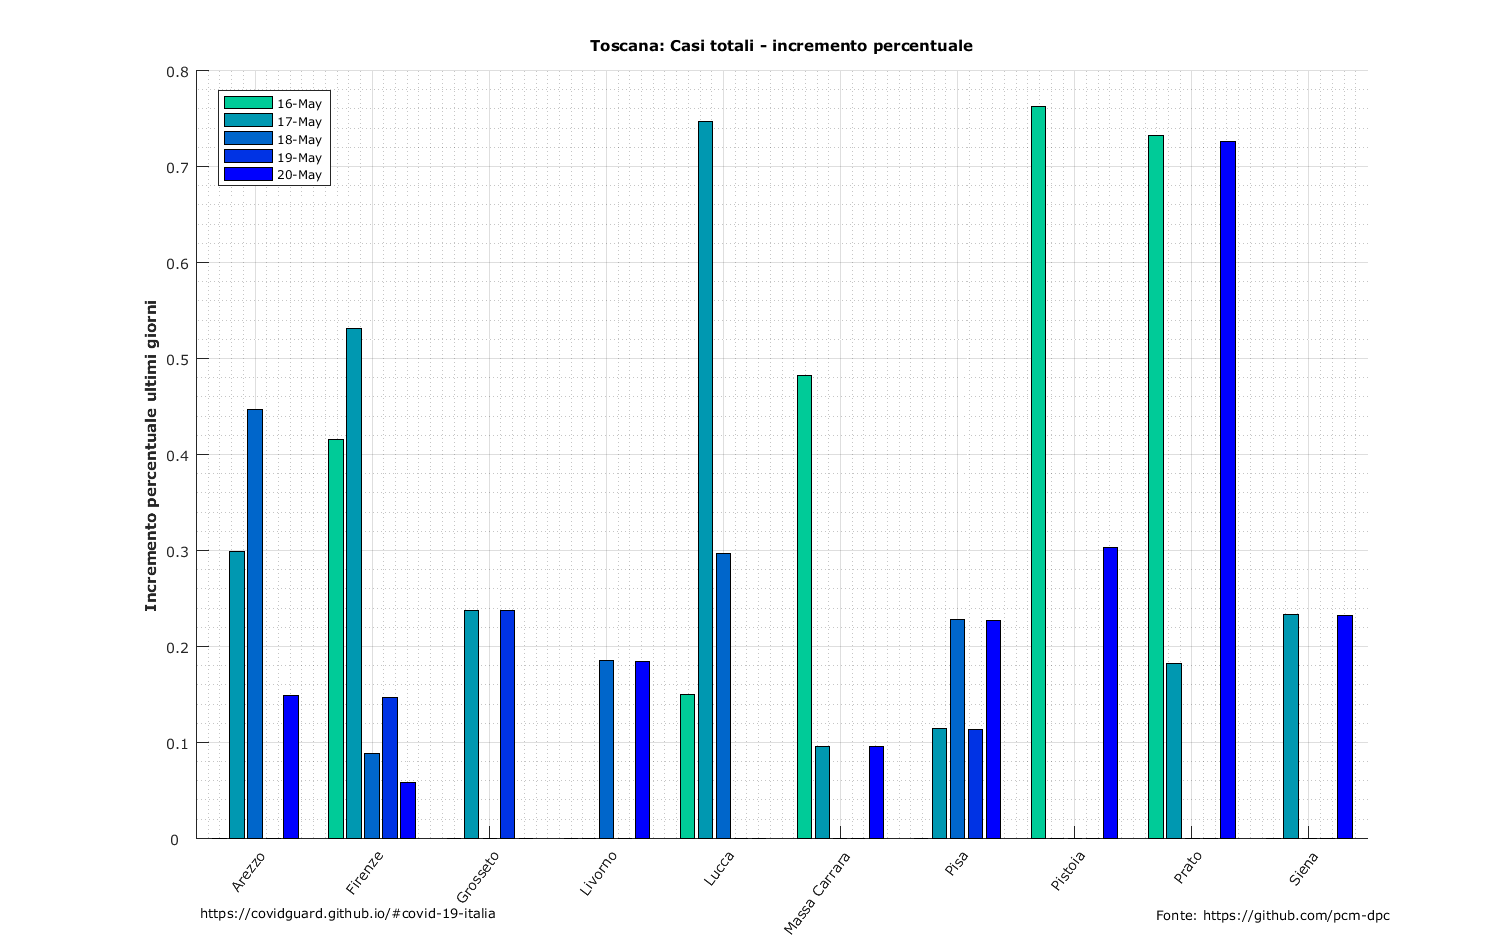 Toscana: Casi totali - incremento percentuale
0.8
0.7
0.6
0.5
0.4
0.3
0.2
0.1
0
Incremento percentuale ultimi giorni
16-May
17-May
18-May
19-May
20-May
Arezzo
Firenze
Grosseto
Livorno
Lucca
Massa Carrara
Pisa
Pistoia
Prato
Siena
https://covidguard.github.io/#covid-19-italia
Fonte: https://github.com/pcm-dpc